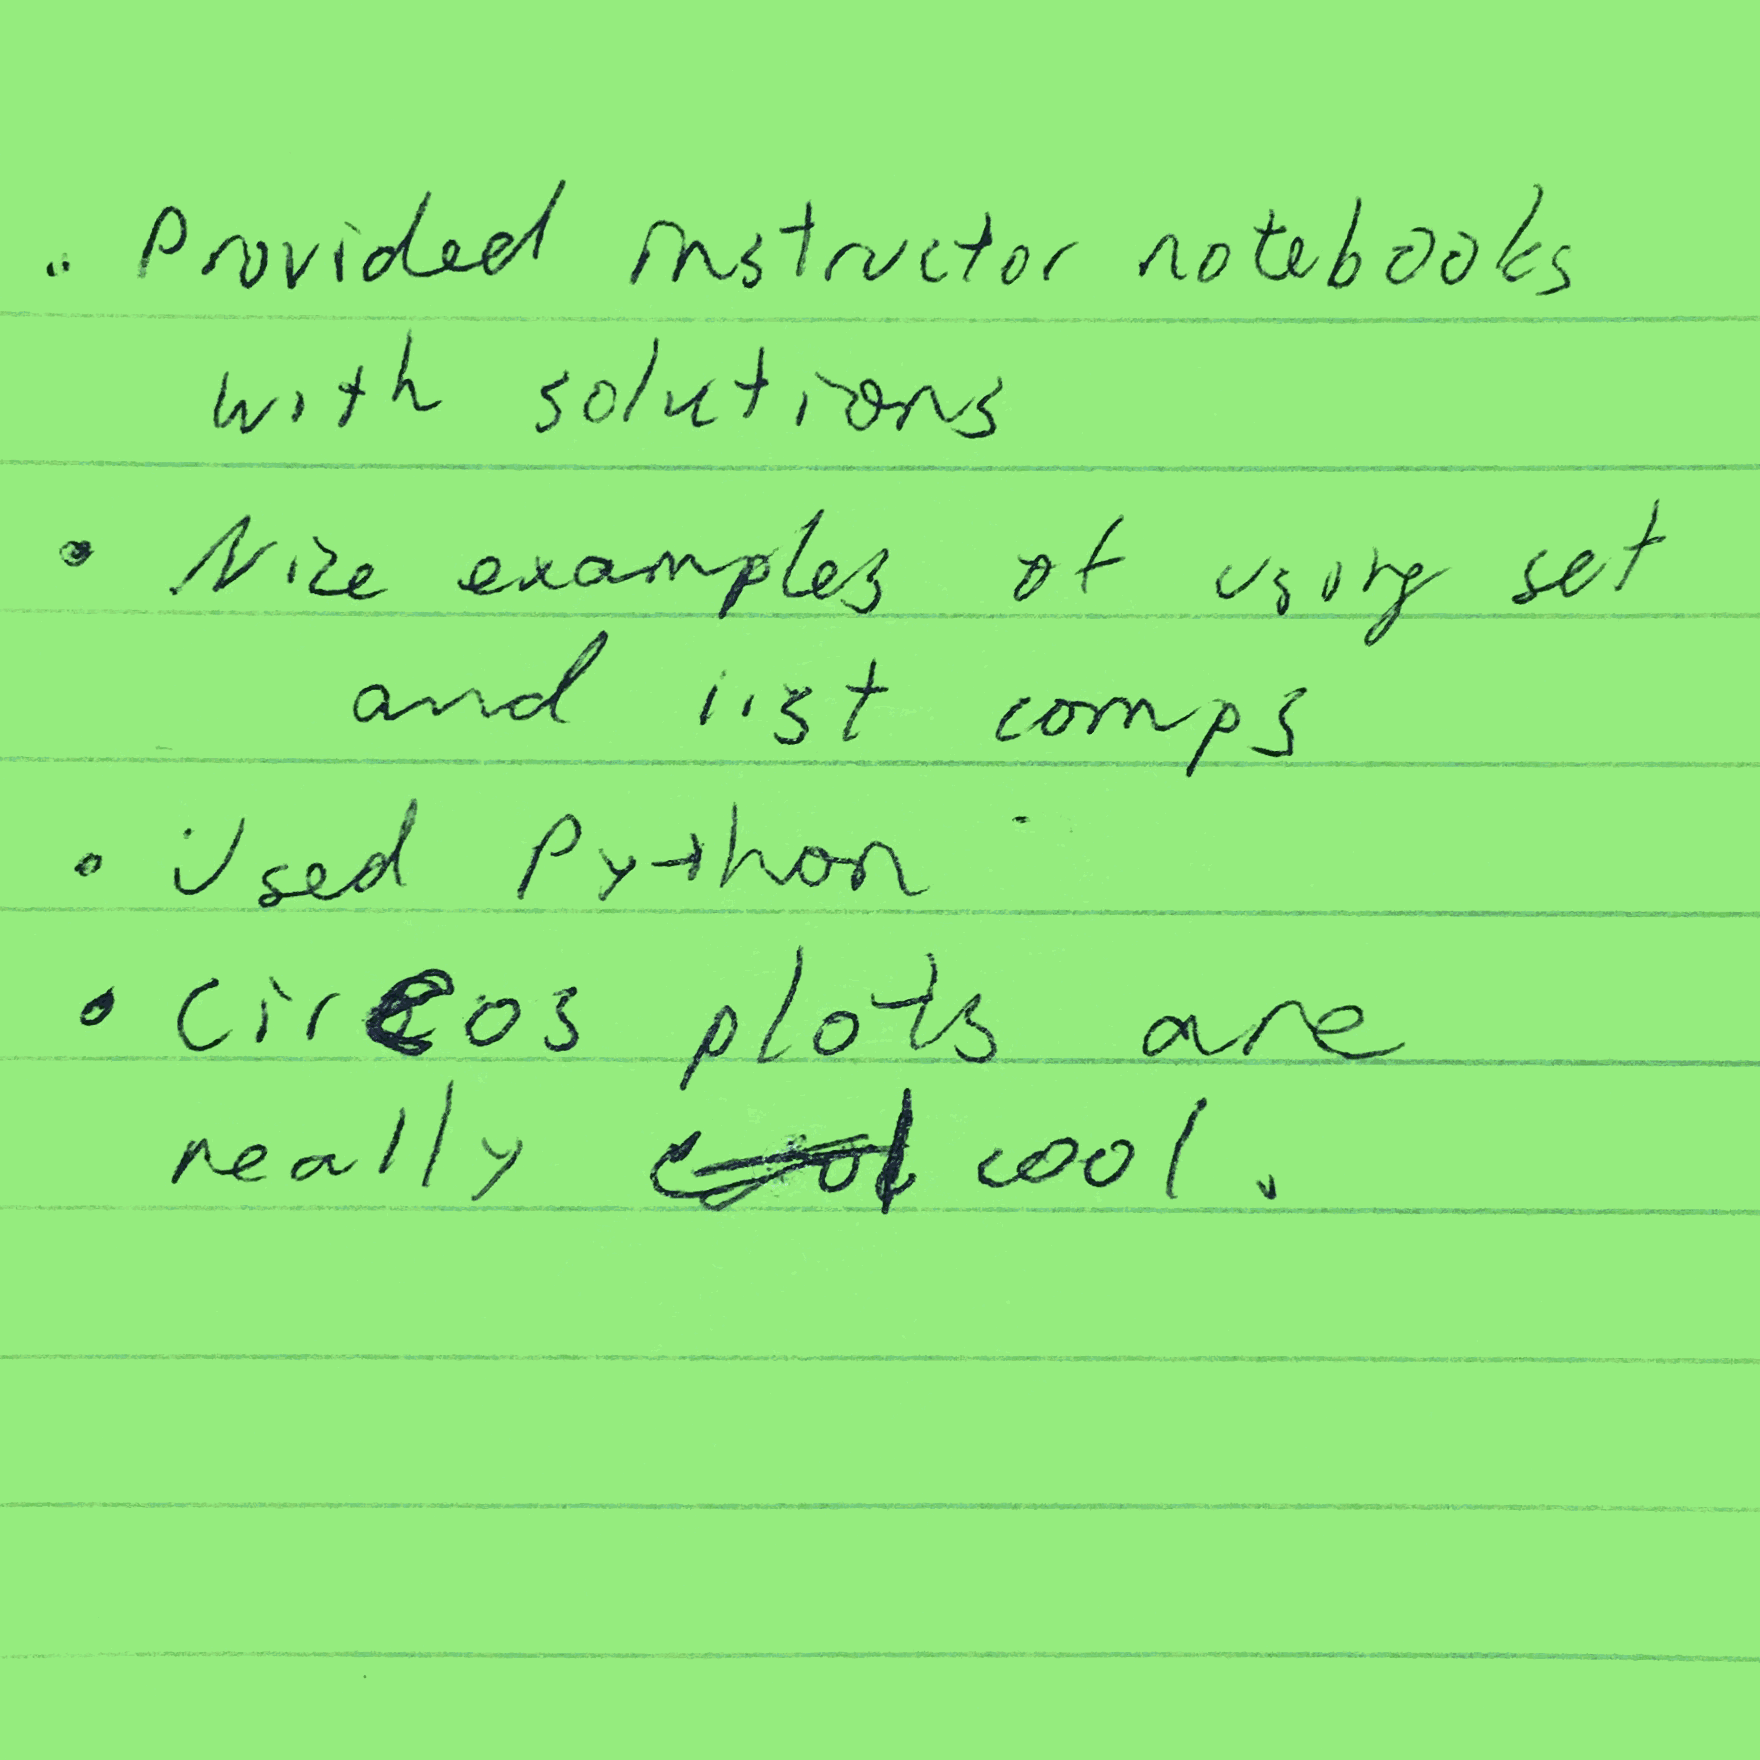 • Provided instructor notebooks
with solutions
• Nice examples of using set
and list comps
• Used Python
• Circos plots are
really cool cool.